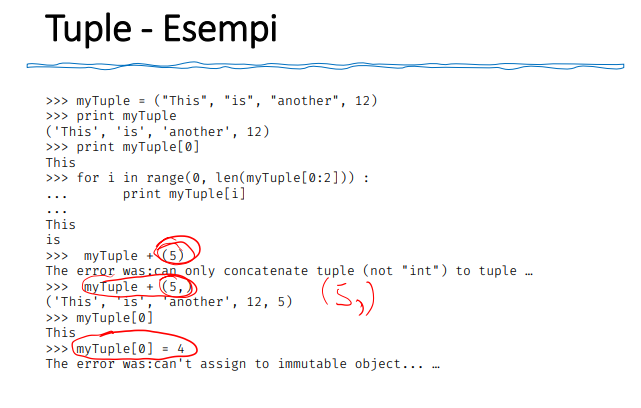 Tuple - Esempi
>>> myTuple = ("This", "is", "another", 12)
>>> print myTuple
('This', 'is', 'another', 12)
>>> print myTuple[0]
This
>>> for i in range(0, len(myTuple[0:2])) :
...       print myTuple[i]
...
This
is
>>>  myTuple + (5)
The error was:can only concatenate tuple (not "int") to tuple …
>>>  myTuple + (5,)
('This', 'is', 'another', 12, 5)
(5,)
>>> myTuple[0]
This
>>> myTuple[0] = 4
The error was:can't assign to immutable object... …